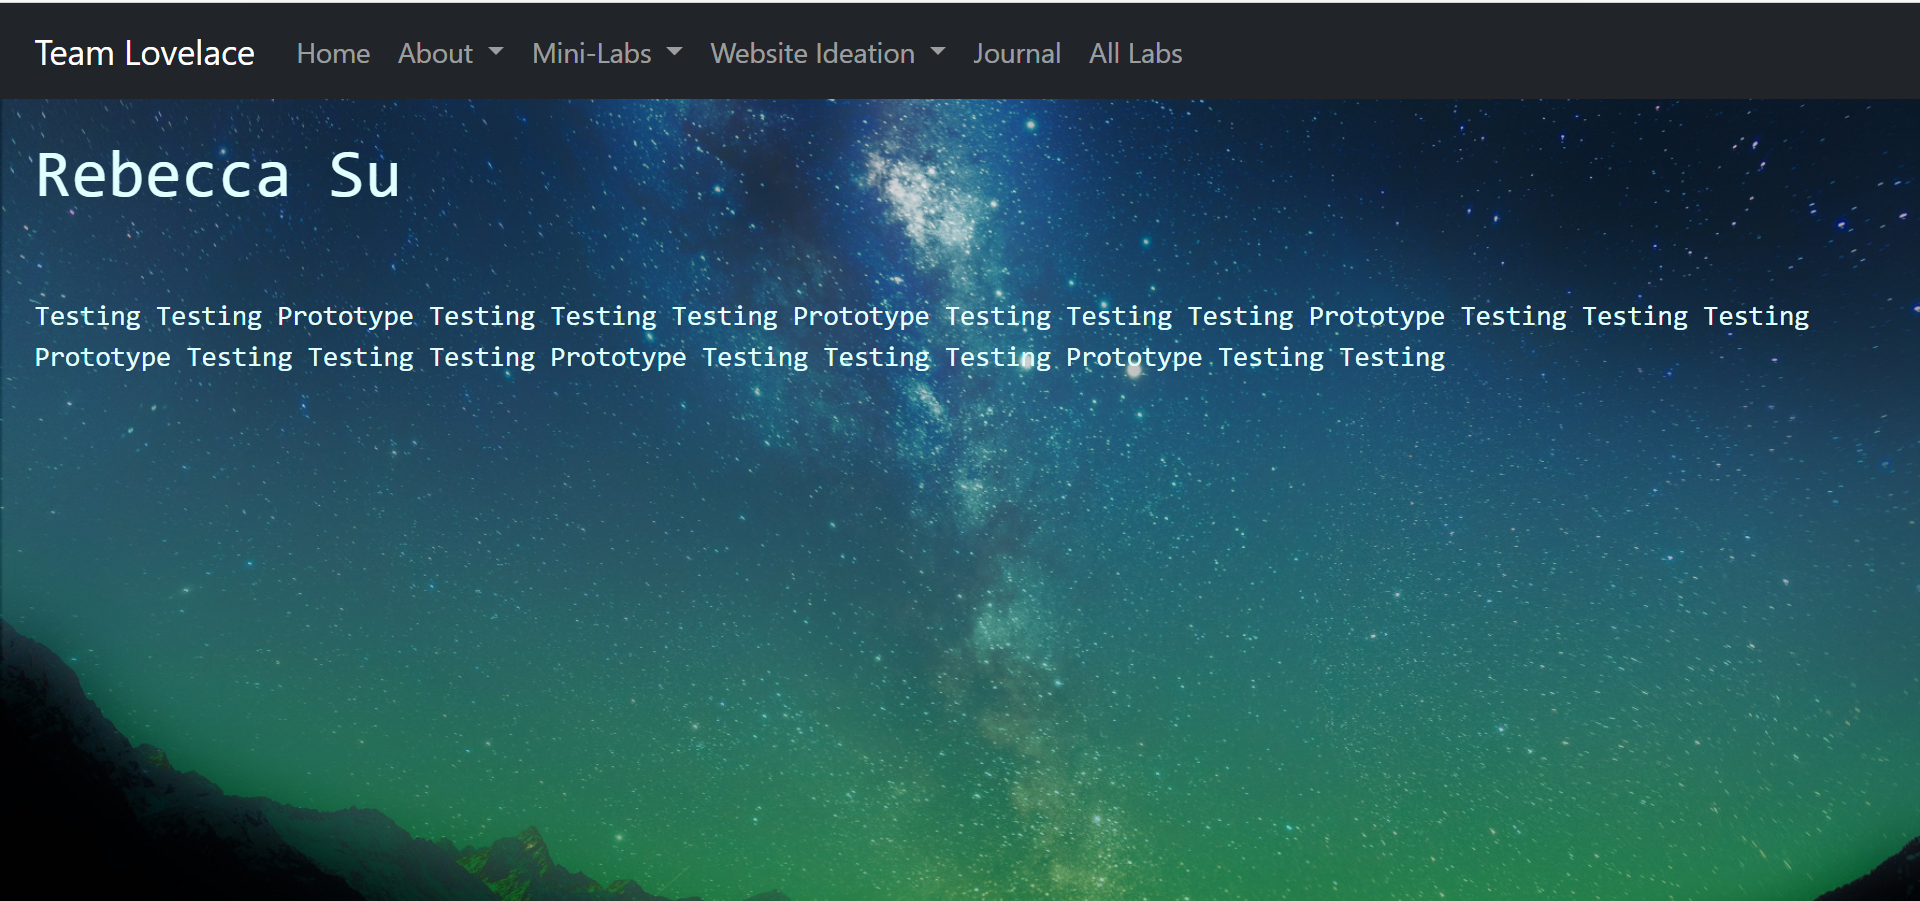 Team Lovelace Home About Mini-Labs Website Ideation Journal All Labs
Rebecca Su
Testing Testing Prototype Testing Testing Testing Prototype Testing Testing Testing Prototype Testing Testing Testing
Prototype Testing Testing Testing Prototype Testing Testing Testing Prototype Testing Testing